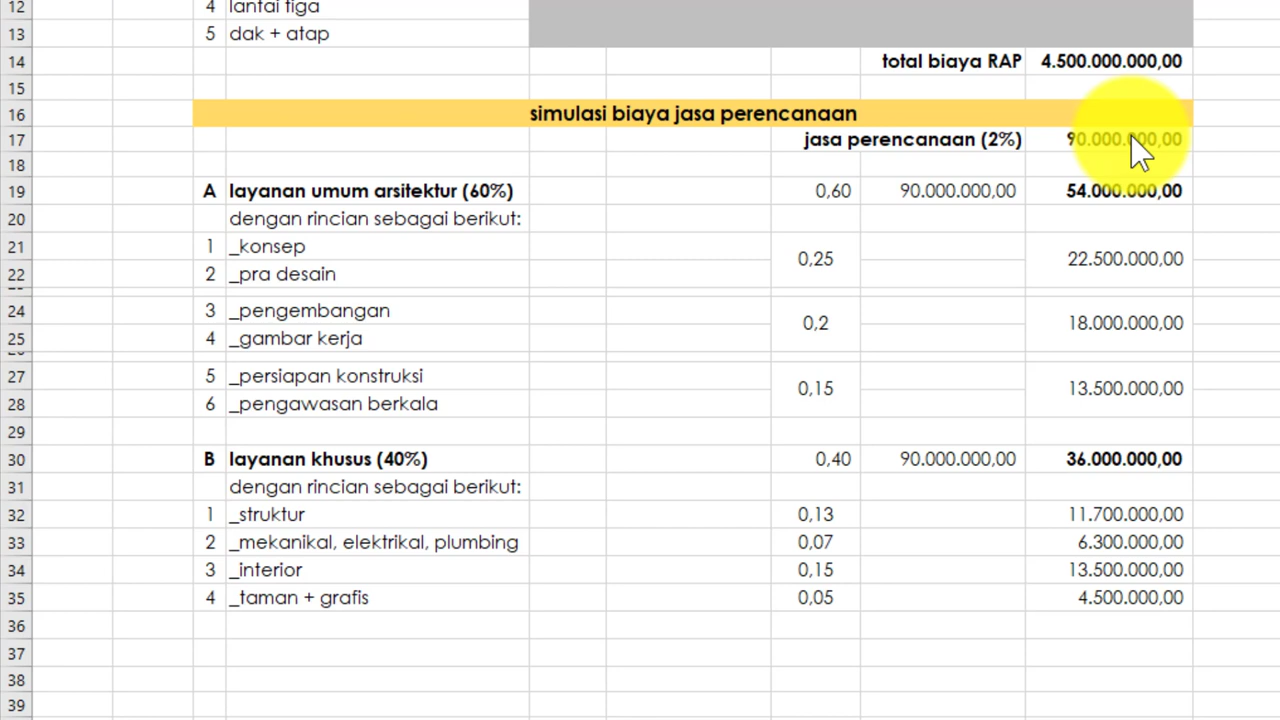 12 4 lantai tiga
13 5 dak + atap
14 total biaya RAP 4.500.000.000,00
15
16 simulasi biaya jasa perencanaan
17 jasa perencanaan (2%) 90.000.000,00
18
19 A layanan umum arsitektur (60%) 0,60 90.000.000,00 54.000.000,00
20 dengan rincian sebagai berikut:
21 1 _konsep
0,25 22.500.000,00
22 2 _pra desain
24 3 _pengembangan
0,2 18.000.000,00
25 4 _gambar kerja
27 5 _persiapan konstruksi
0,15 13.500.000,00
28 6 _pengawasan berkala
29
30 B layanan khusus (40%) 0,40 90.000.000,00 36.000.000,00
31 dengan rincian sebagai berikut:
32 1 _struktur 0,13 11.700.000,00
33 2 _mekanikal, elektrikal, plumbing 0,07 6.300.000,00
34 3 _interior 0,15 13.500.000,00
35 4 _taman + grafis 0,05 4.500.000,00
36
37
38
39